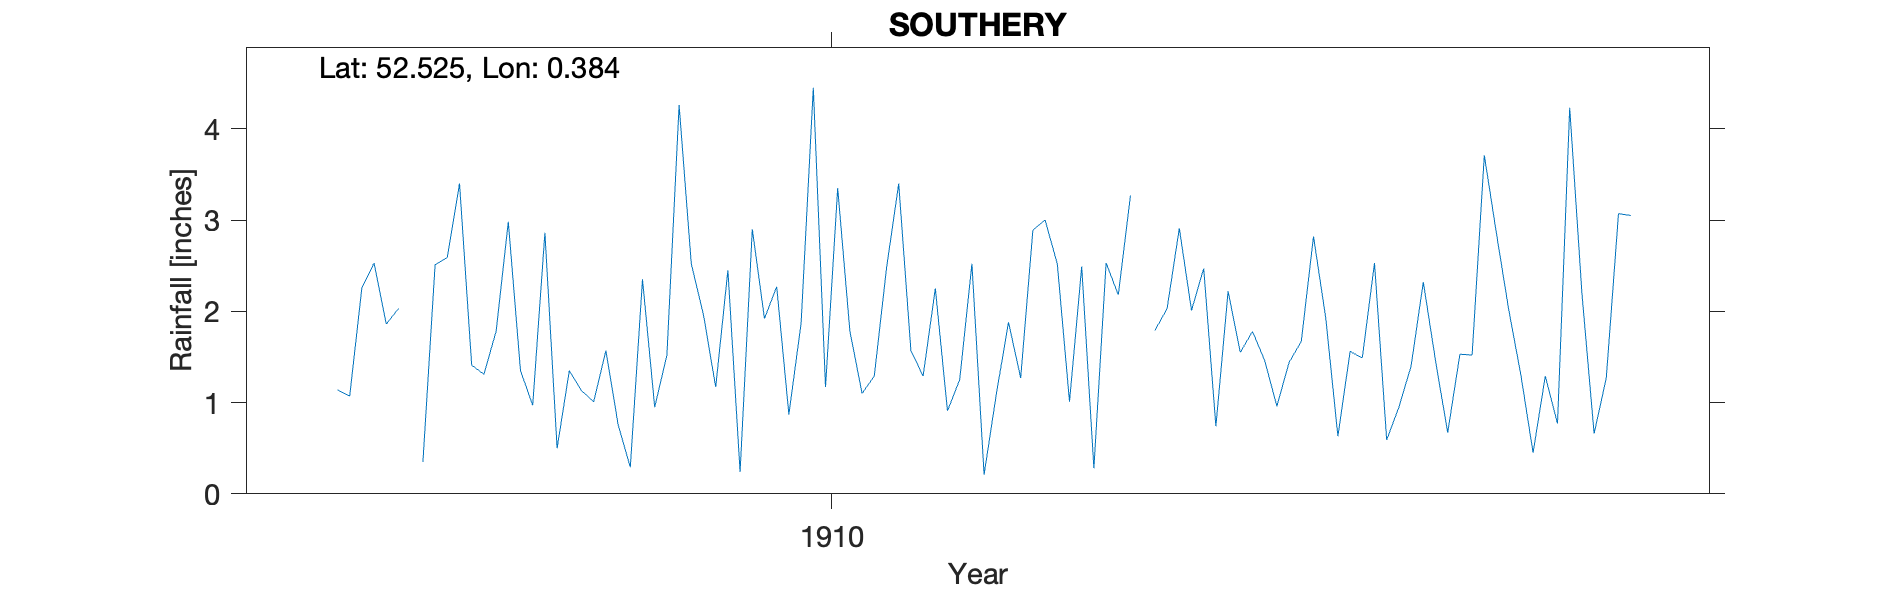 SOUTHERY
Lat: 52.525, Lon: 0.384
4
3
2
1
0
Rainfall [inches]
1910
Year